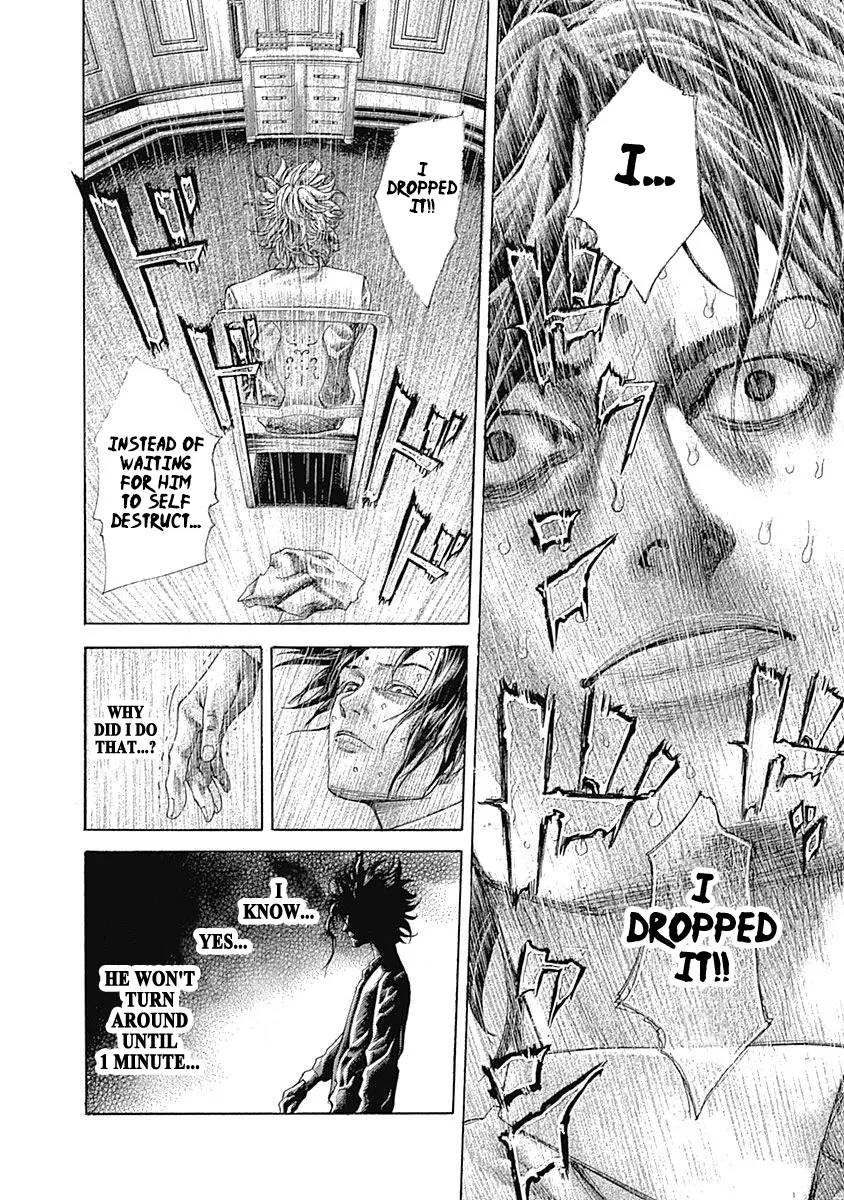 I...
I
DROPPED
IT!!
I
DROPPED
IT!!
INSTEAD OF
WAITING
FOR HIM
TO SELF
DESTRUCT...
WHY
DID I DO
THAT...?
I
KNOW...
YES...
HE WON'T
TURN
AROUND
UNTIL
1 MINUTE...